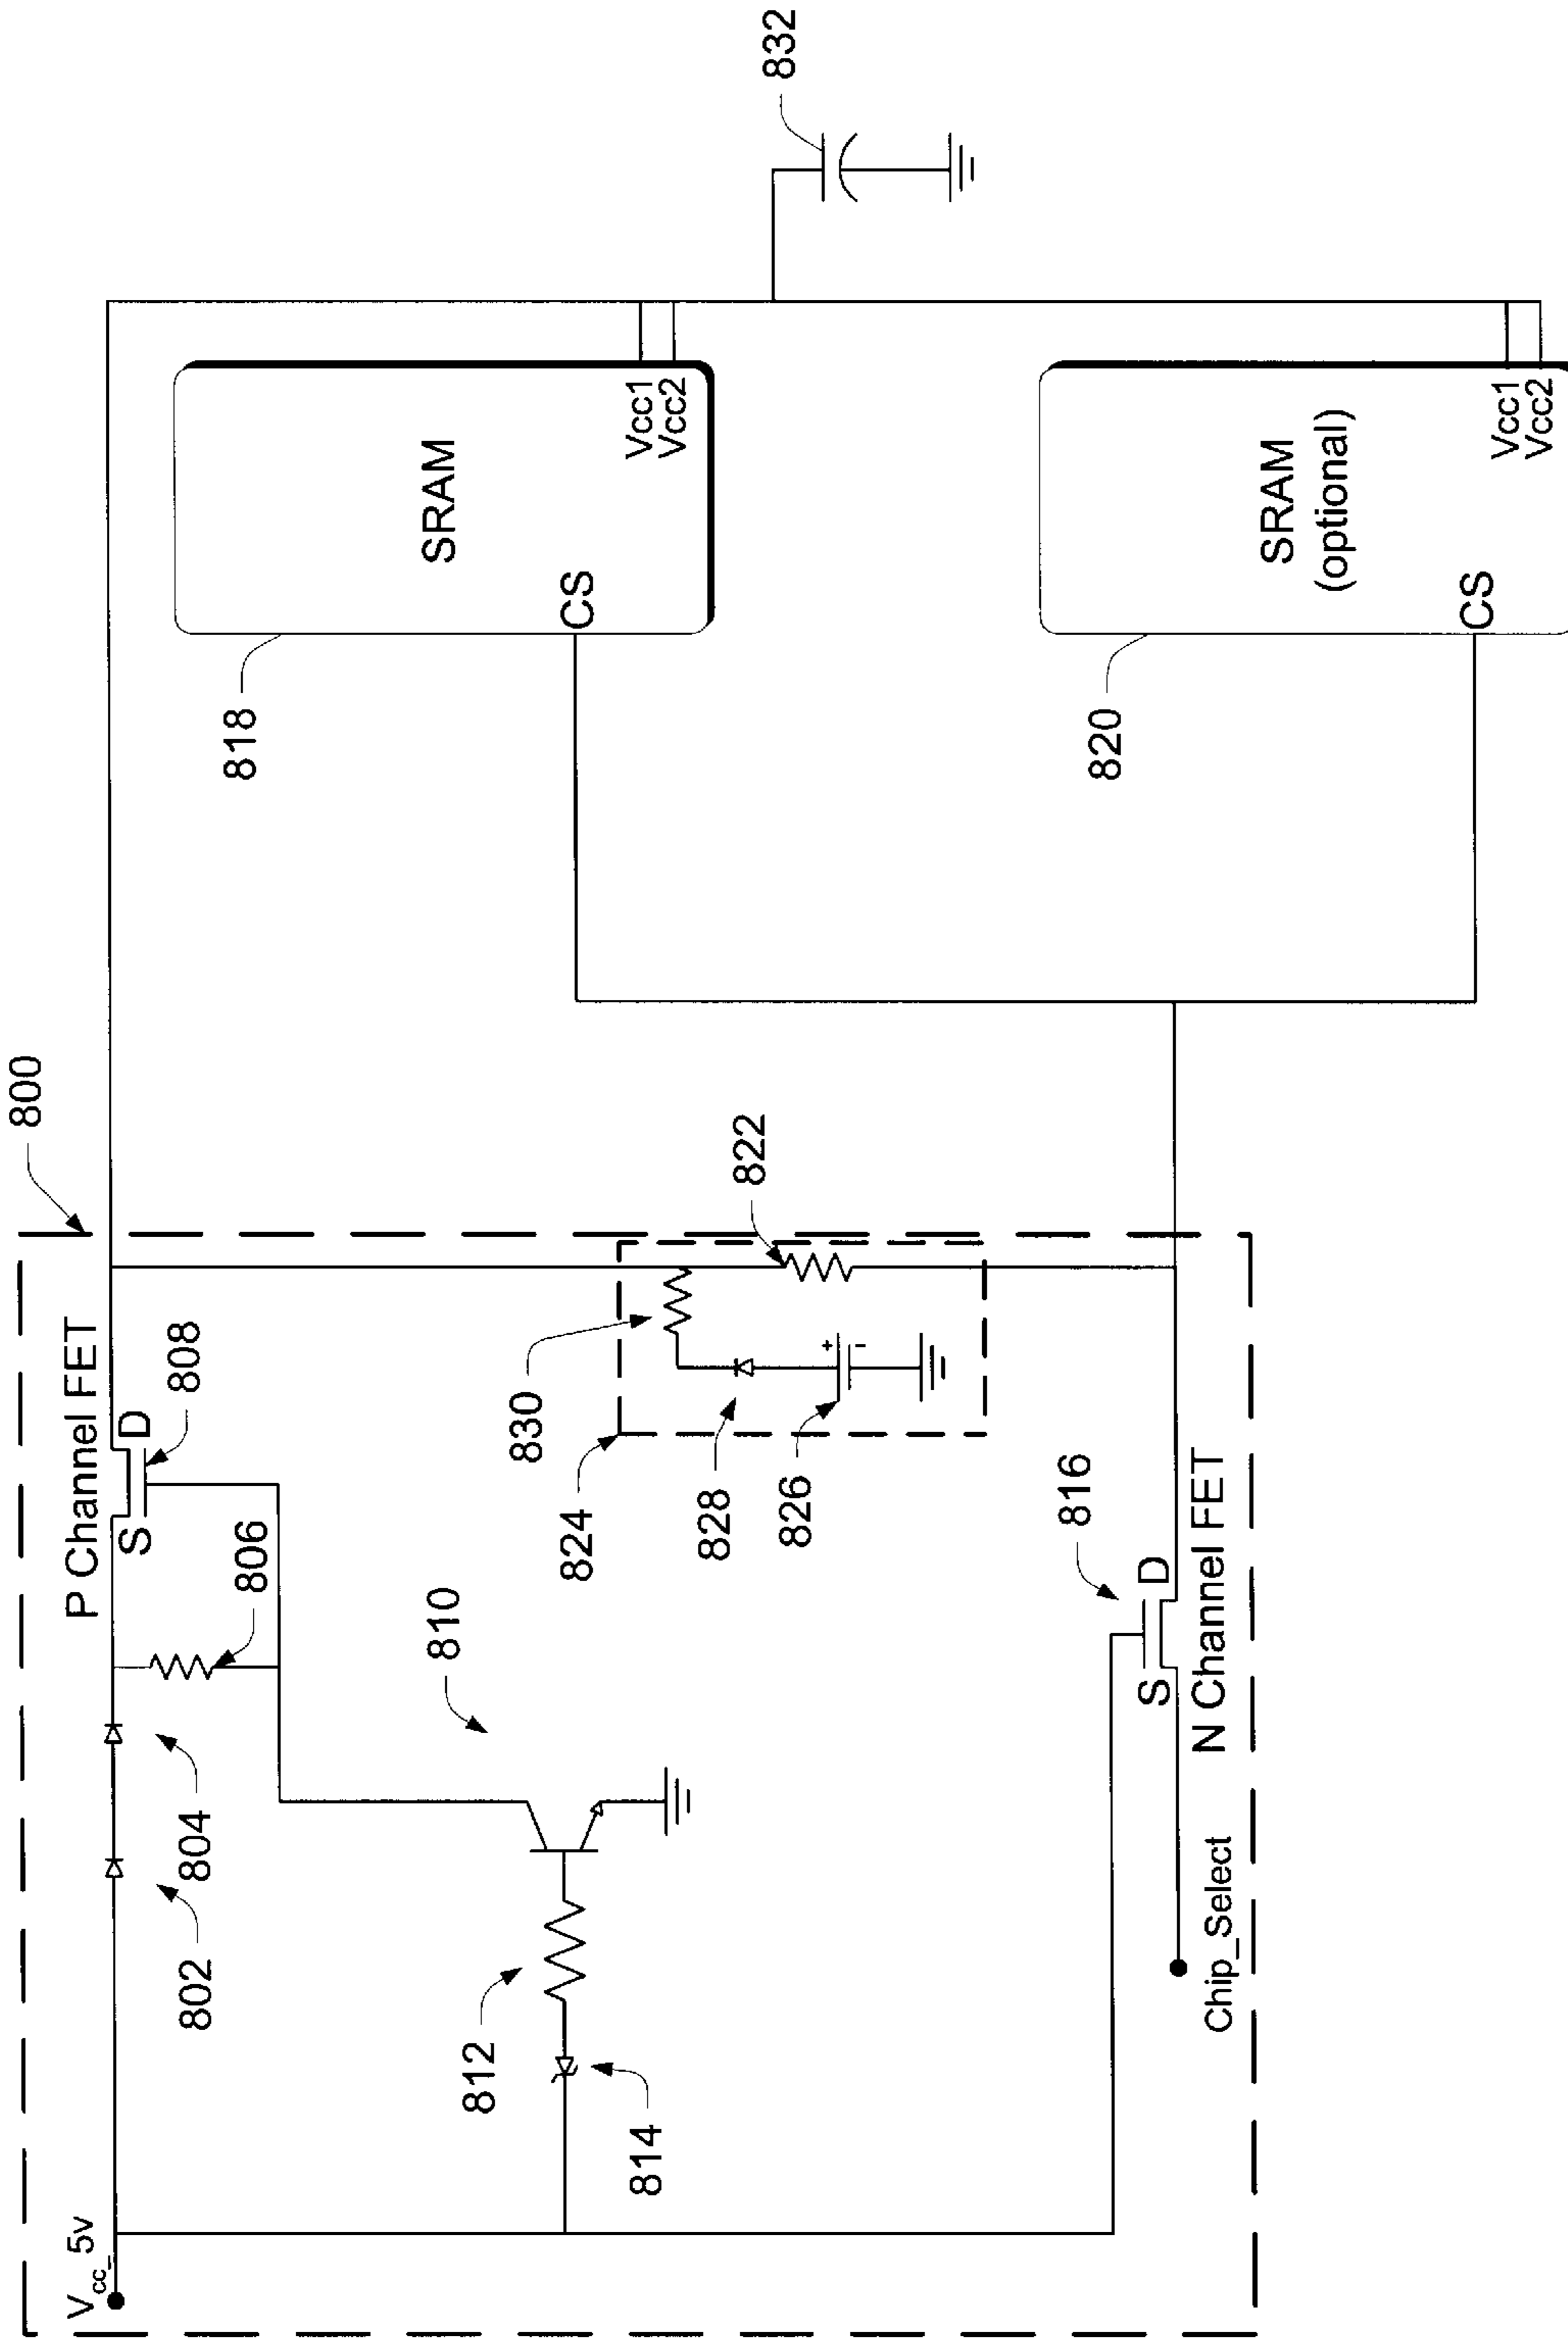 800
P Channel FET
Vcc_5v
S
D
808
806
802
804
810
812
814
830
824
828
826
822
816
S
D
N Channel FET
Chip_Select
818
SRAM
CS
Vcc1
Vcc2
832
820
SRAM
(optional)
CS
Vcc1
Vcc2
+
-